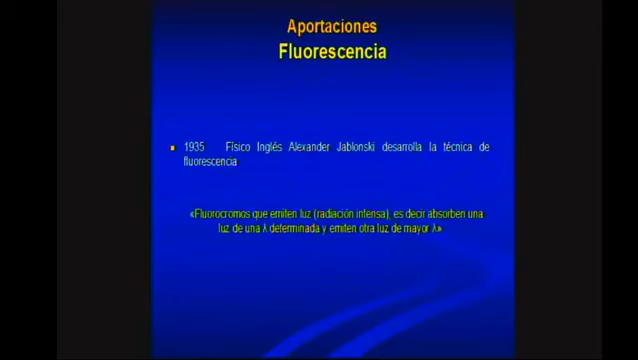 Aportaciones
Fluorescencia
1935 Físico Inglés Alexander Jablonski desarrolla la técnica de
fluorescencia
«Fluorocromos que emiten luz (radiación intensa), es decir absorben una
luz de una λ determinada y emiten otra luz de mayor λ»